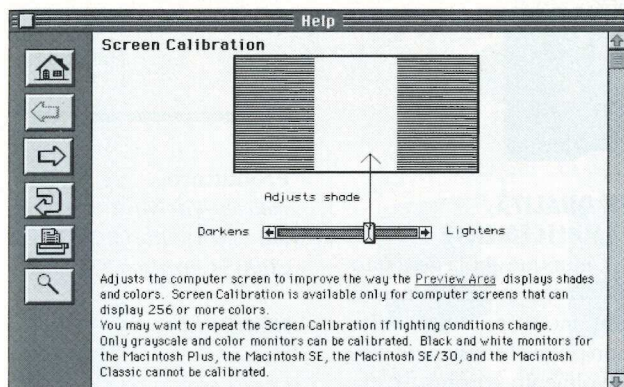 Help
Screen Calibration
Adjusts shade
Darkens Lightens
Adjusts the computer screen to improve the way the Preview Area displays shades
and colors. Screen Calibration is available only for computer screens that can
display 256 or more colors.
You may want to repeat the Screen Calibration if lighting conditions change.
Only grayscale and color monitors can be calibrated. Black and white monitors for
the Macintosh Plus, the Macintosh SE, the Macintosh SE/30, and the Macintosh
Classic cannot be calibrated.